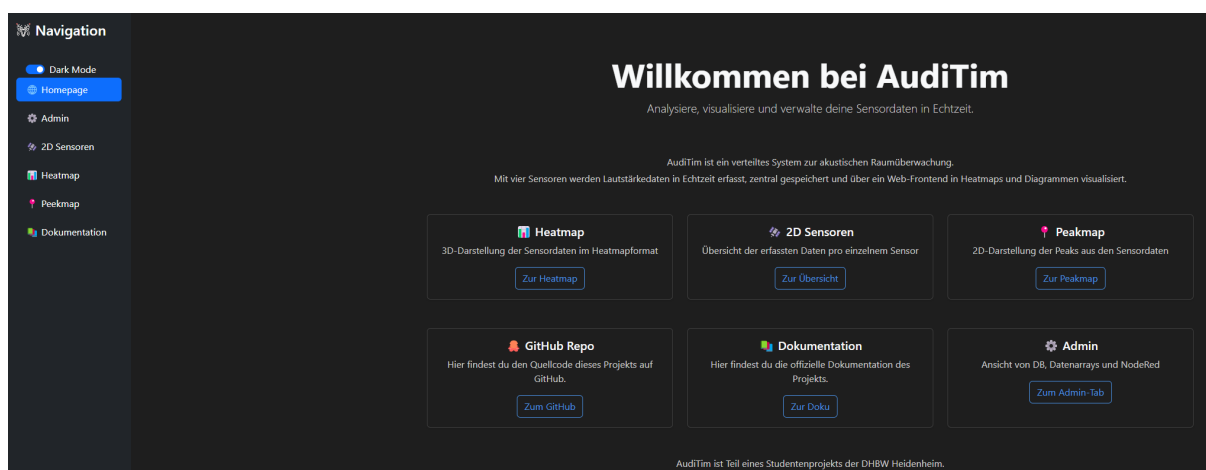 Navigation
Dark Mode
Homepage
Admin
2D Sensoren
Heatmap
Peekmap
Dokumentation
Willkommen bei AudiTim
Analysiere, visualisiere und verwalte deine Sensordaten in Echtzeit.
AudiTim ist ein verteiltes System zur akustischen Raumüberwachung.
Mit vier Sensoren werden Lautstärkedaten in Echtzeit erfasst, zentral gespeichert und über ein Web-Frontend in Heatmaps und Diagrammen visualisiert.
Heatmap
3D-Darstellung der Sensordaten im Heatmapformat
Zur Heatmap
2D Sensoren
Übersicht der erfassten Daten pro einzelnem Sensor
Zur Übersicht
Peakmap
2D-Darstellung der Peaks aus den Sensordaten
Zur Peakmap
GitHub Repo
Hier findest du den Quellcode dieses Projekts auf
GitHub.
Zum GitHub
Dokumentation
Hier findest du die offizielle Dokumentation des
Projekts.
Zur Doku
Admin
Ansicht von DB, Datenarrays und NodeRed
Zum Admin-Tab
AudiTim ist Teil eines Studentenprojekts der DHBW Heidenheim.